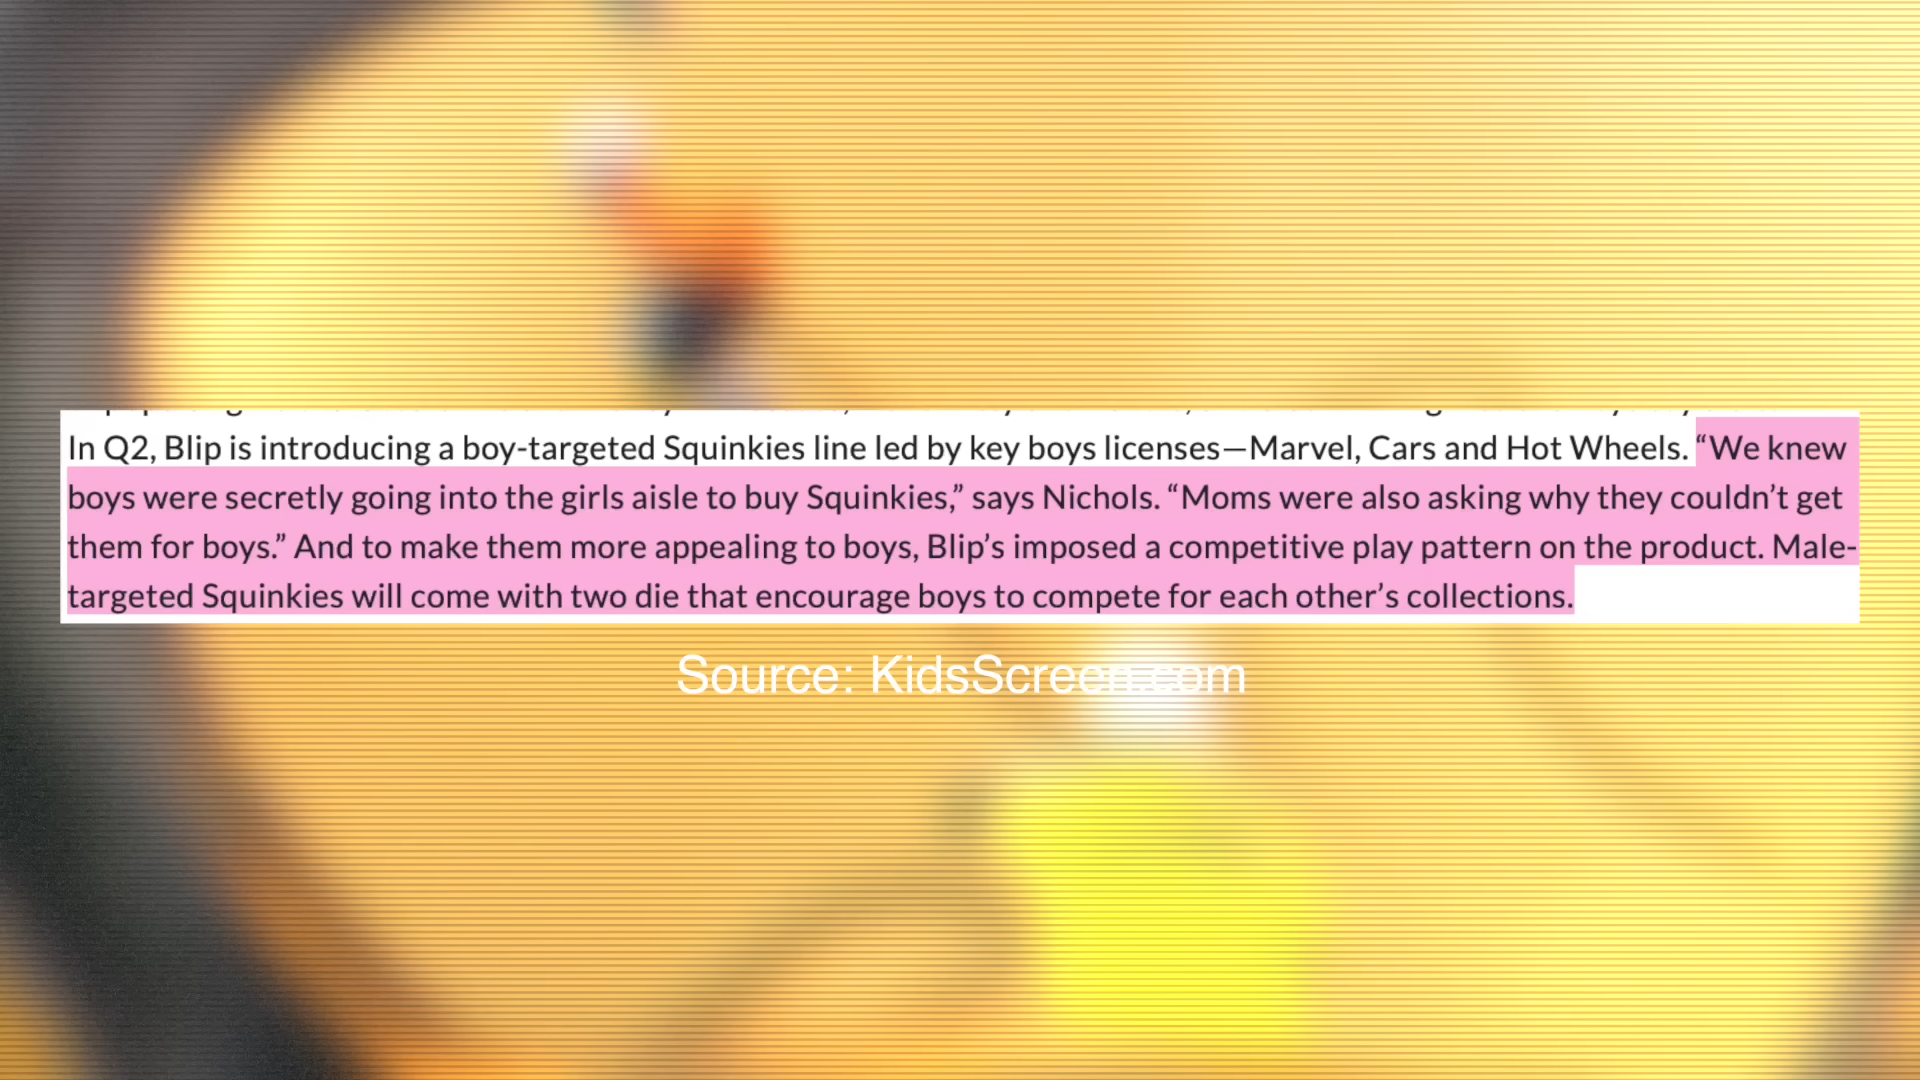 In Q2, Blip is introducing a boy-targeted Squinkies line led by key boys licenses—Marvel, Cars and Hot Wheels. “We knew
boys were secretly going into the girls aisle to buy Squinkies,” says Nichols. “Moms were also asking why they couldn’t get
them for boys.” And to make them more appealing to boys, Blip’s imposed a competitive play pattern on the product. Male-
targeted Squinkies will come with two die that encourage boys to compete for each other’s collections.
Source: KidsScreen.com